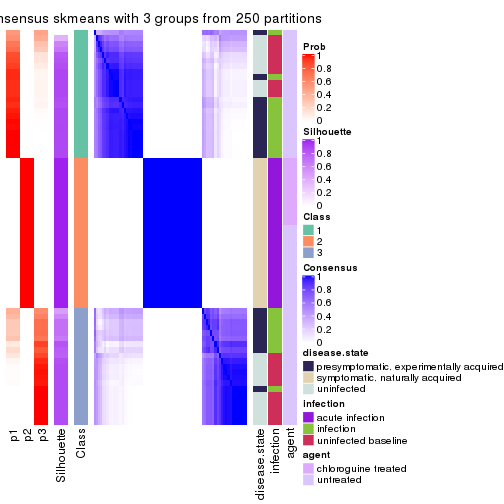 nsensus skmeans with 3 groups from 250 partitions
Prob
1
0.8
0.6
0.4
0.2
0
Silhouette
1
0.8
0.6
0.4
0.2
0
Class
1
2
3
Consensus
1
0.8
0.6
0.4
0.2
0
disease.state
presymptomatic. experimentally acquired
symptomatic. naturally acquired
uninfected
infection
acute infection
infection
uninfected baseline
agent
chloroguine treated
untreated
p1
p2
p3
Silhouette
Class
disease.state
infection
agent